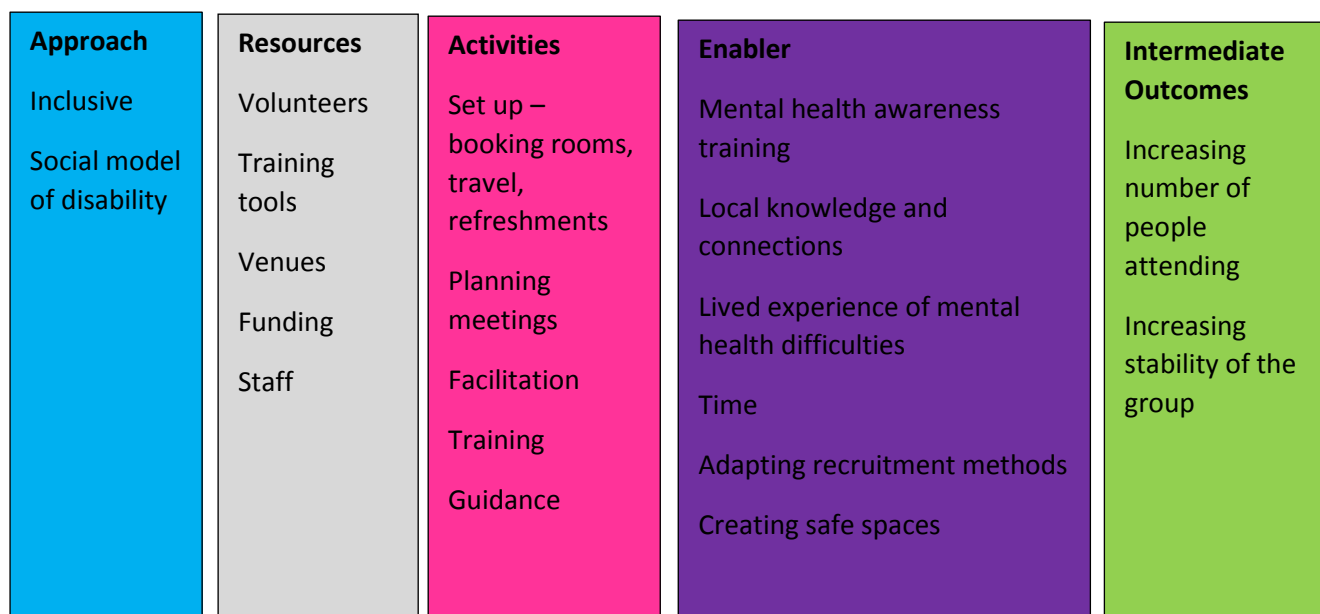 Approach
Inclusive
Social model
of disability
Resources
Volunteers
Training
tools
Venues
Funding
Staff
Activities
Set up –
booking rooms,
travel,
refreshments
Planning
meetings
Facilitation
Training
Guidance
Enabler
Mental health awareness
training
Local knowledge and
connections
Lived experience of mental
health difficulties
Time
Adapting recruitment methods
Creating safe spaces
Intermediate
Outcomes
Increasing
number of
people
attending
Increasing
stability of the
group